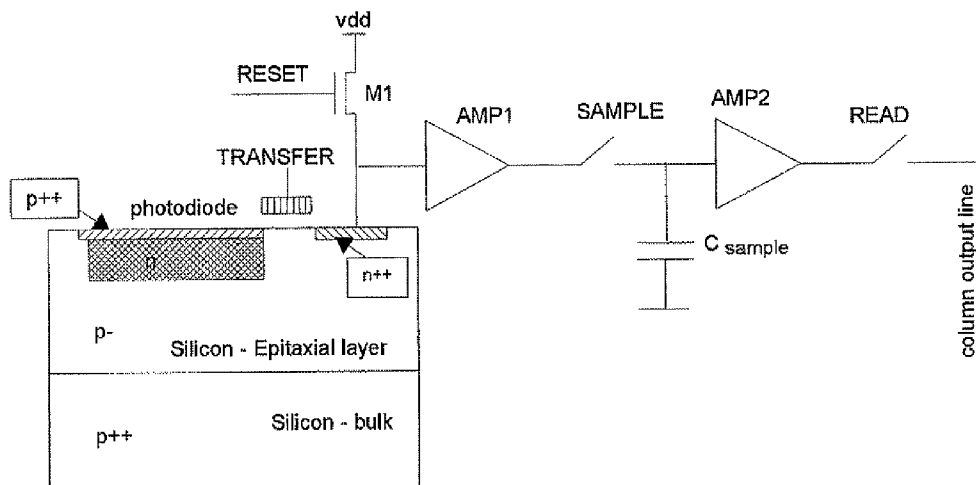 vdd
RESET
M1
AMP1
SAMPLE
AMP2
READ
TRANSFER
p++
photodiode
n
n++
C sample
p-
Silicon - Epitaxial layer
p++
Silicon - bulk
column output line